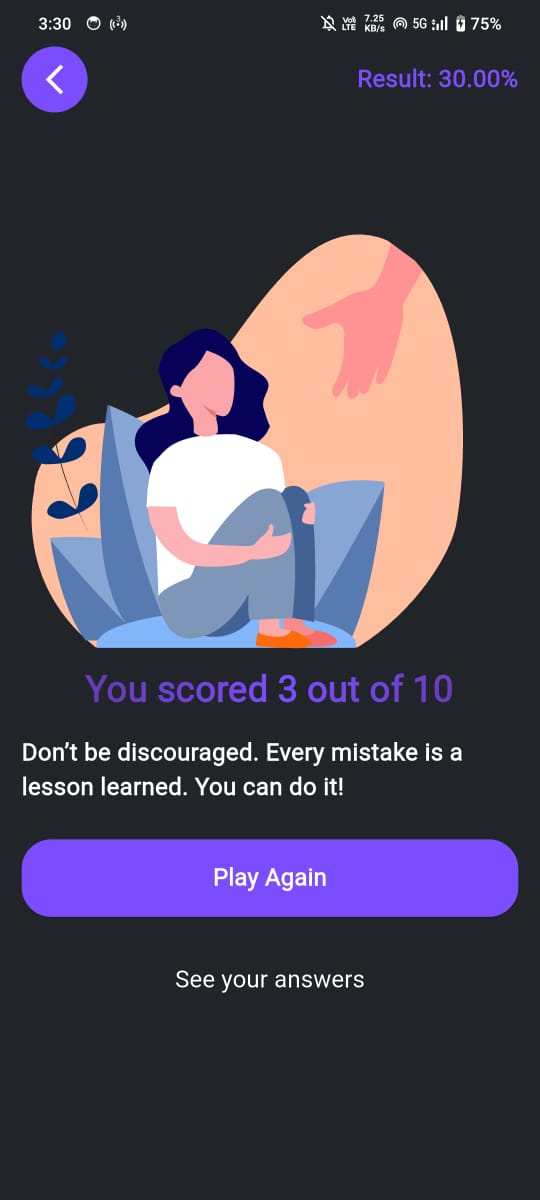 3:30 3 Vo) LTE 7.25 KB/s 5G 75%
Result: 30.00%
You scored 3 out of 10
Don’t be discouraged. Every mistake is a
lesson learned. You can do it!
Play Again
See your answers